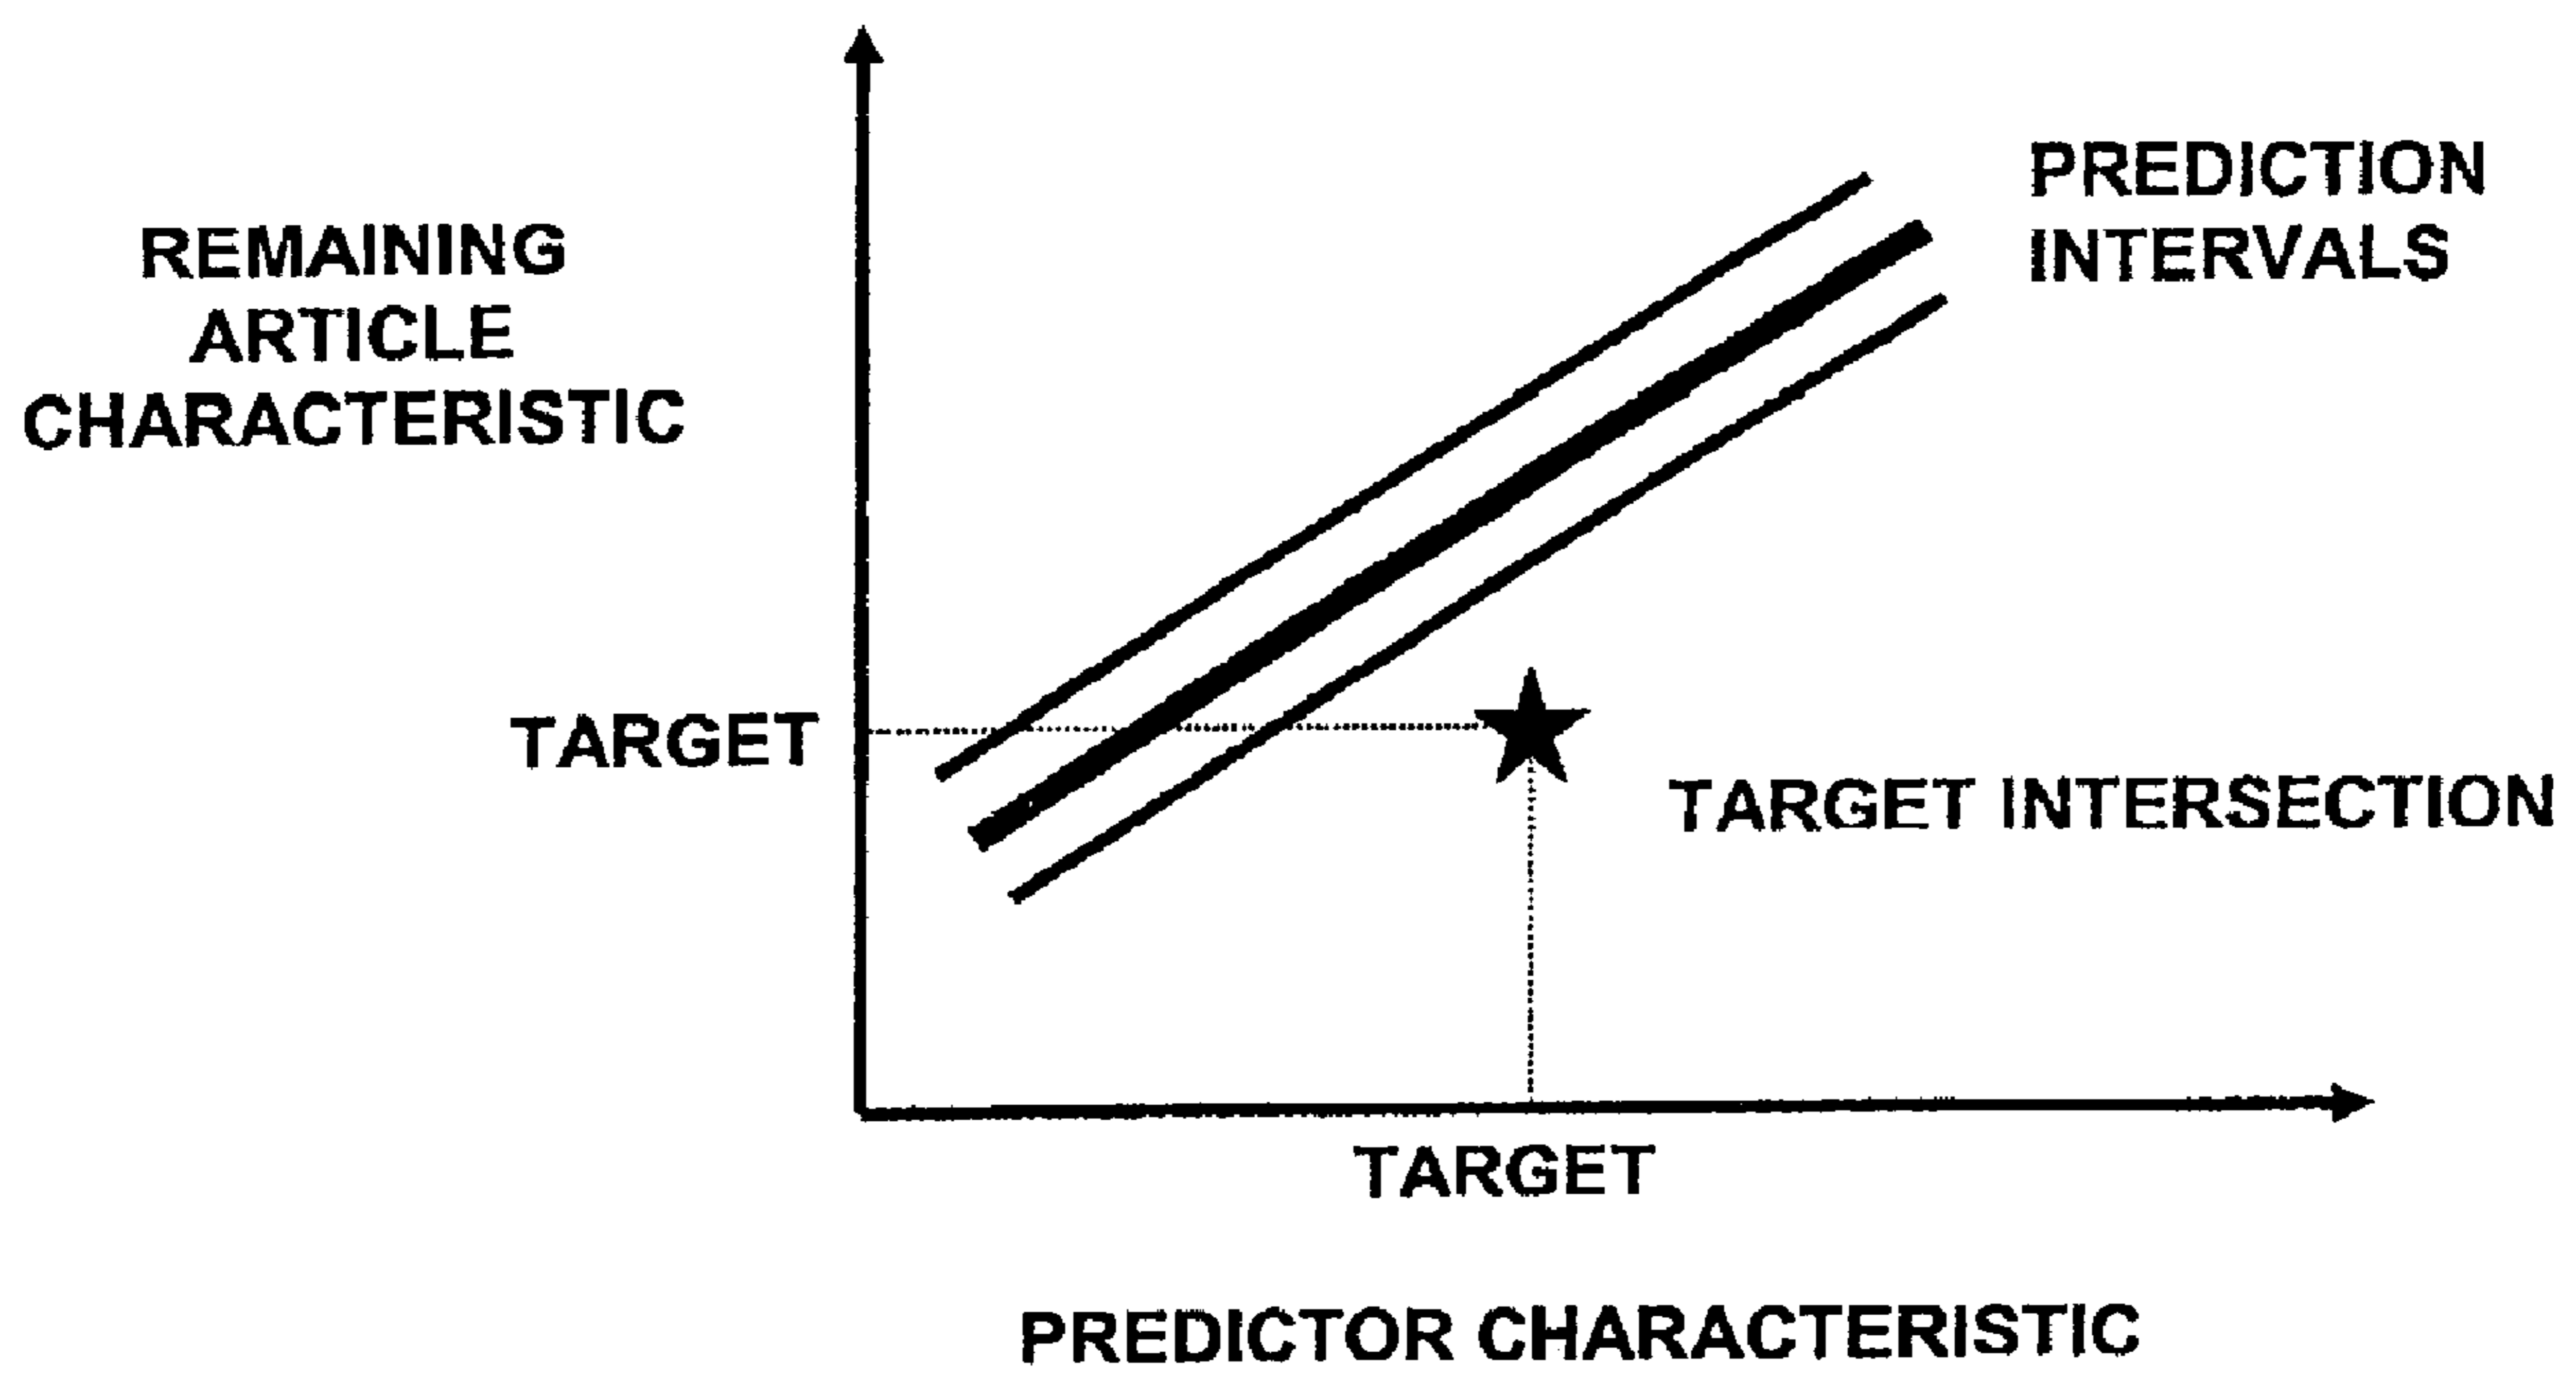 PREDICTION
INTERVALS
REMAINING
ARTICLE
CHARACTERISTIC
TARGET
TARGET INTERSECTION
TARGET
PREDICTOR CHARACTERISTIC